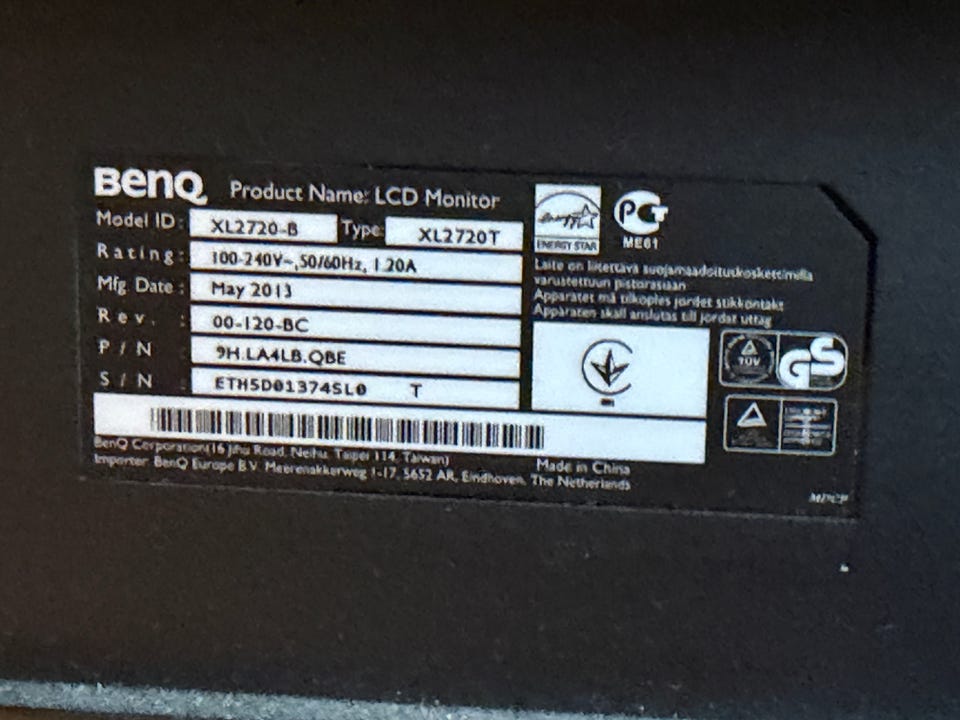 BenQ Product Name: LCD Monitor
Model ID: XL2720-B Type: XL2720T
Rating: 100-240V~,50/60Hz, 1.20A
Mfg. Date: May 2013
Rev. : 00-120-BC
P/N : 9H.LA4LB.QBE
S/N : ETH5D01374SL0 T
BenQ Corporation(16 Jihu Road, Neihu, Taipei 114, Taiwan)
Importer: BenQ Europe B.V. Meerenakkerweg 1-17, 5652 AR, Eindhoven, The Netherlands
Made in China
energy
ENERGY STAR
PCT
ME61
Laite on liitettävä suojamaadoituskoskettimilla
varustettuun pistorasiaan
Apparatet må tilkoples jordet stikkontakt
Apparaten skall anslutas till jordat uttag
TÜV
GS